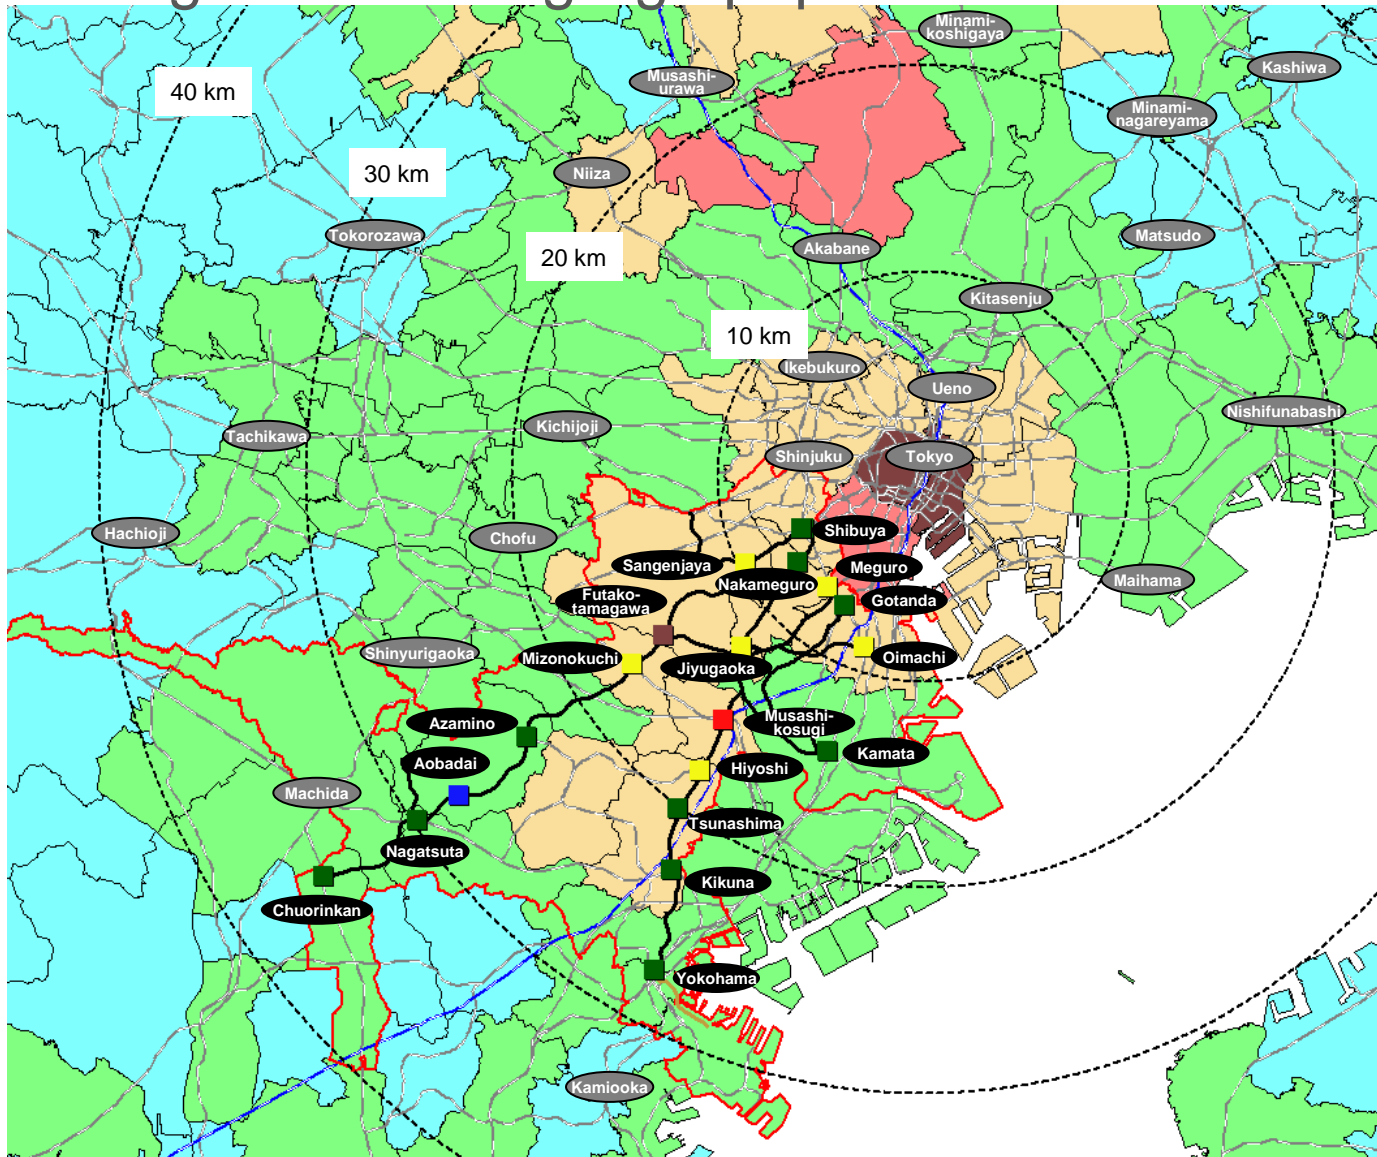 Minami-
koshigaya
Kashiwa
Musashi-
urawa
40 km
Minami-
nagareyama
30 km
Niiza
Tokorozawa
Akabane
Matsudo
20 km
Kitasenju
10 km
Ikebukuro
Ueno
Nishifunabashi
Kichijoji
Tachikawa
Shinjuku
Tokyo
Hachioji
Chofu
Shibuya
Sangenjaya
Meguro
Nakameguro
Maihama
Futako-
tamagawa
Gotanda
Shinyurigaoka
Mizonokuchi
Jiyugaoka
Oimachi
Azamino
Musashi-
kosugi
Kamata
Aobadai
Hiyoshi
Machida
Tsunashima
Nagatsuta
Kikuna
Chuorinkan
Yokohama
Kamiooka